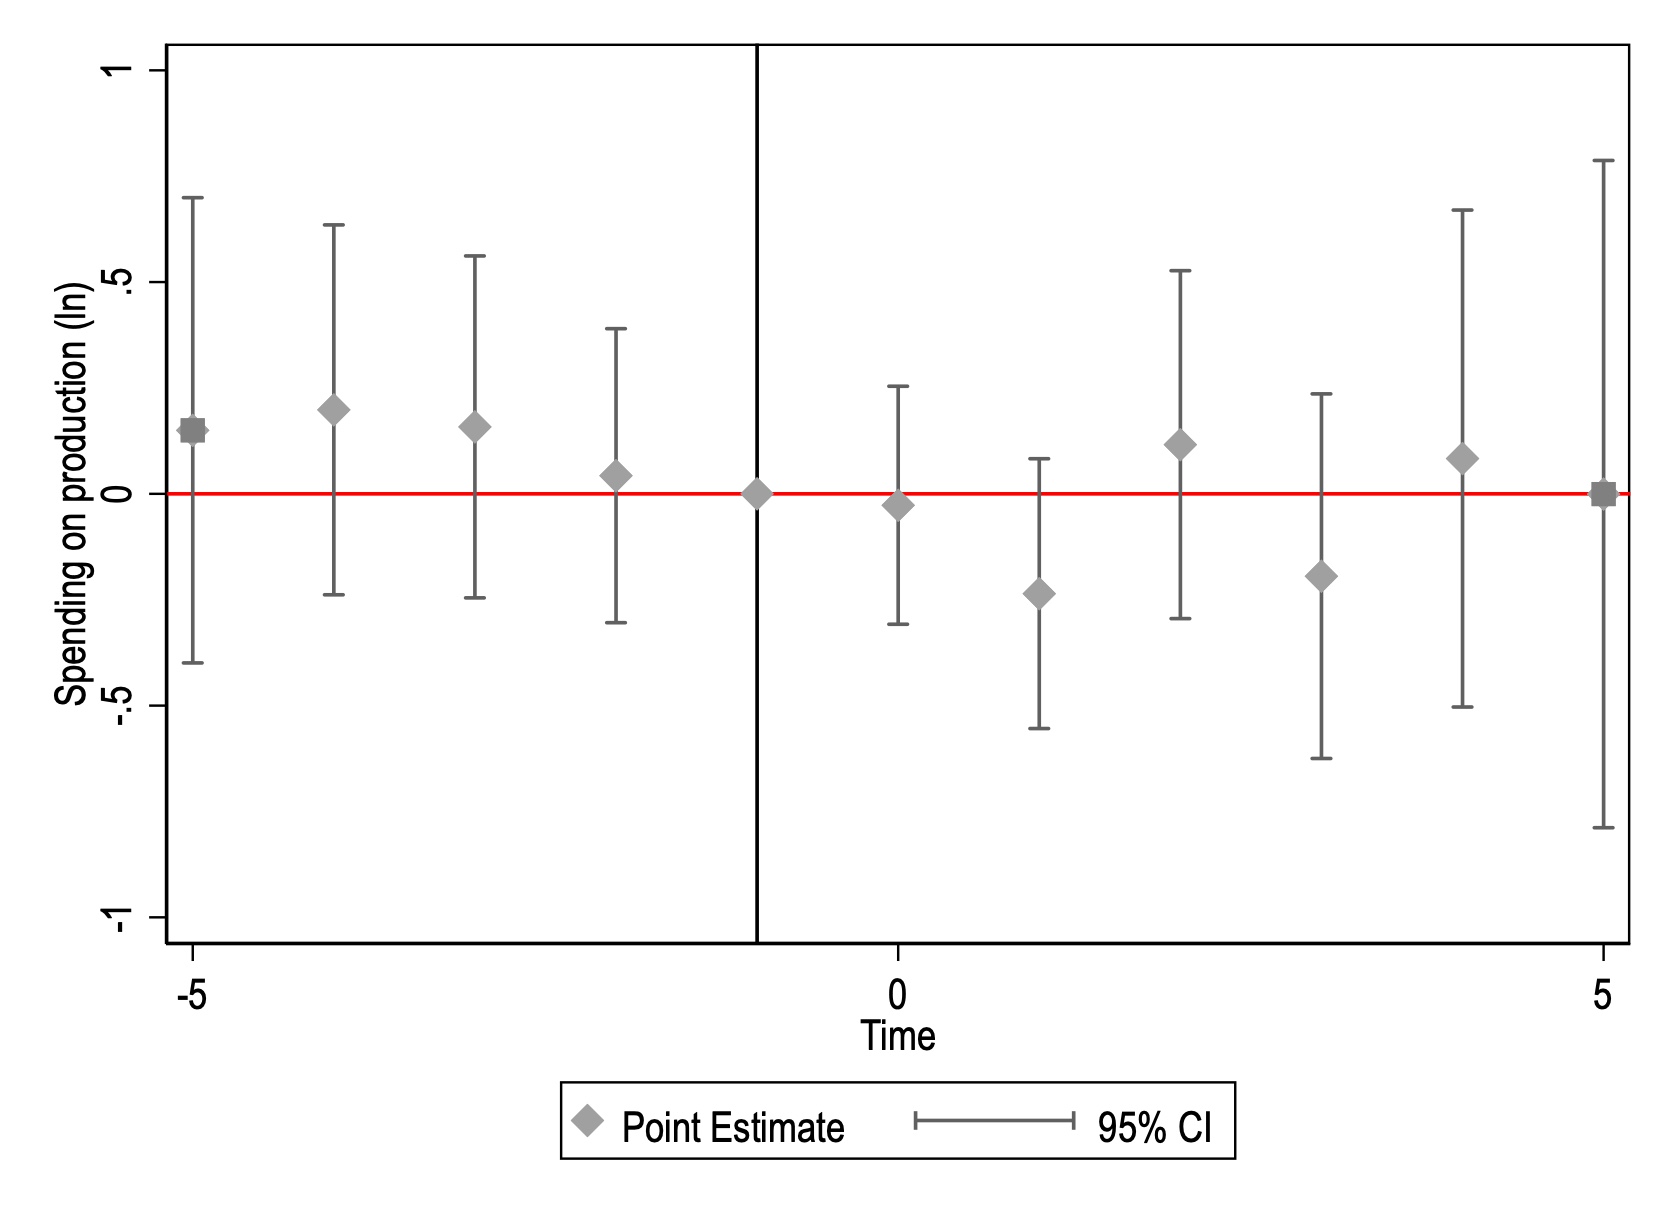 Spending on production (ln)
1
.5
0
-.5
-1
-5
0
5
Time
Point Estimate
95% CI